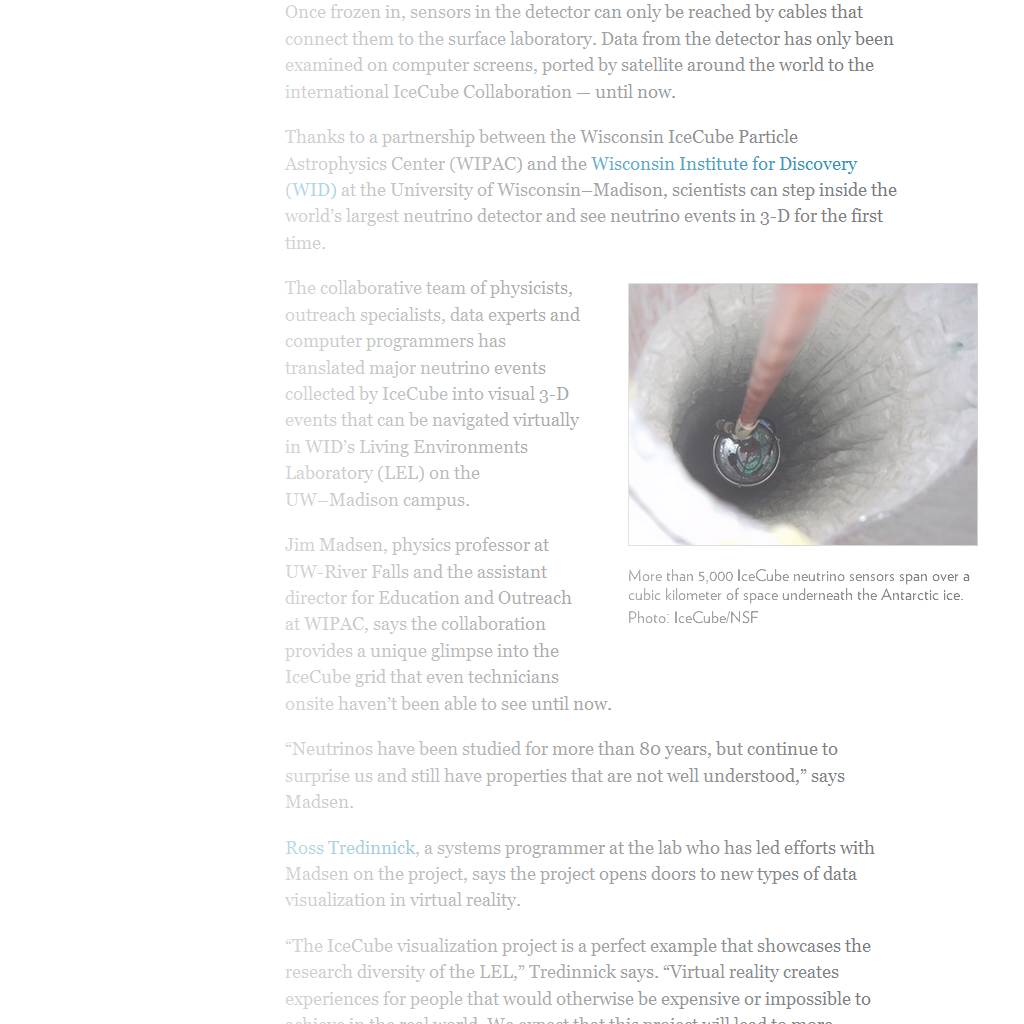 Once frozen in, sensors in the detector can only be reached by cables that
connect them to the surface laboratory. Data from the detector has only been
examined on computer screens, ported by satellite around the world to the
international IceCube Collaboration — until now.
Thanks to a partnership between the Wisconsin IceCube Particle
Astrophysics Center (WIPAC) and the Wisconsin Institute for Discovery
(WID) at the University of Wisconsin–Madison, scientists can step inside the
world’s largest neutrino detector and see neutrino events in 3-D for the first
time.
The collaborative team of physicists,
outreach specialists, data experts and
computer programmers has
translated major neutrino events
collected by IceCube into visual 3-D
events that can be navigated virtually
in WID’s Living Environments
Laboratory (LEL) on the
UW–Madison campus.
More than 5,000 IceCube neutrino sensors span over a
cubic kilometer of space underneath the Antarctic ice.
Photo: IceCube/NSF
Jim Madsen, physics professor at
UW-River Falls and the assistant
director for Education and Outreach
at WIPAC, says the collaboration
provides a unique glimpse into the
IceCube grid that even technicians
onsite haven’t been able to see until now.
“Neutrinos have been studied for more than 80 years, but continue to
surprise us and still have properties that are not well understood,” says
Madsen.
Ross Tredinnick, a systems programmer at the lab who has led efforts with
Madsen on the project, says the project opens doors to new types of data
visualization in virtual reality.
“The IceCube visualization project is a perfect example that showcases the
research diversity of the LEL,” Tredinnick says. “Virtual reality creates
experiences for people that would otherwise be expensive or impossible to
achieve in the real world. We expect that this project will lead to more